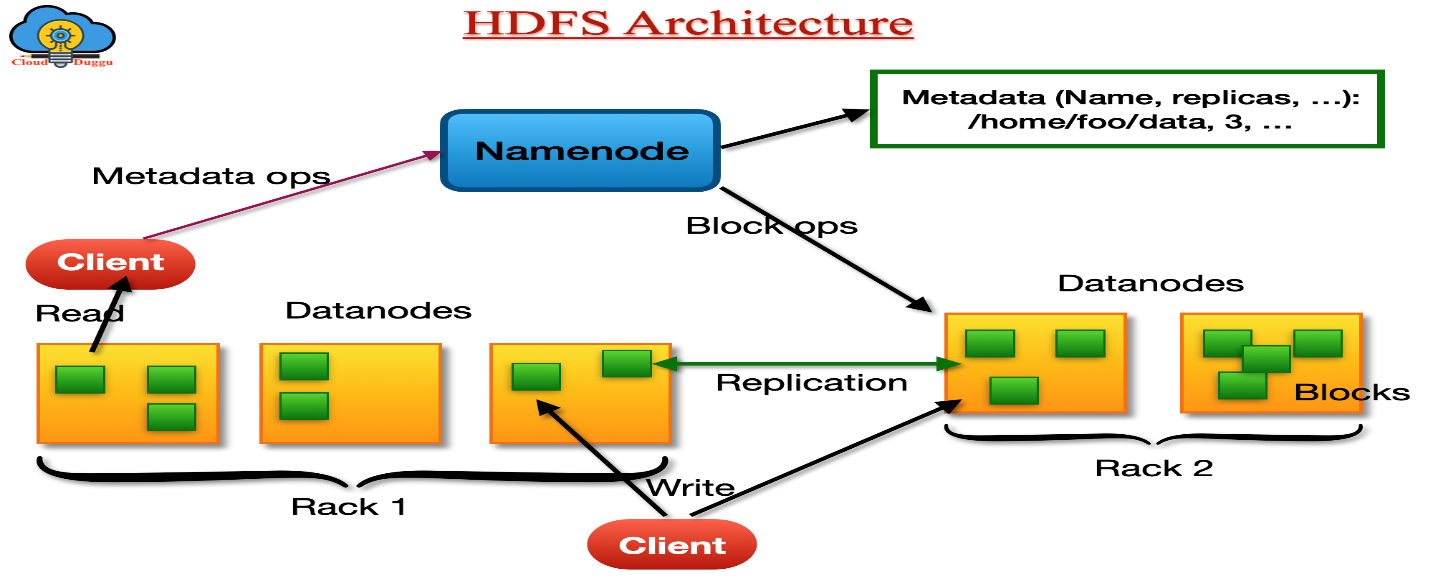 HDFS Architecture
Cloud Duggu
Metadata (Name, replicas, ...):
/home/foo/data, 3, ...
Namenode
Metadata ops
Block ops
Client
Read
Datanodes
Datanodes
Replication
Blocks
Write
Rack 1
Rack 2
Client